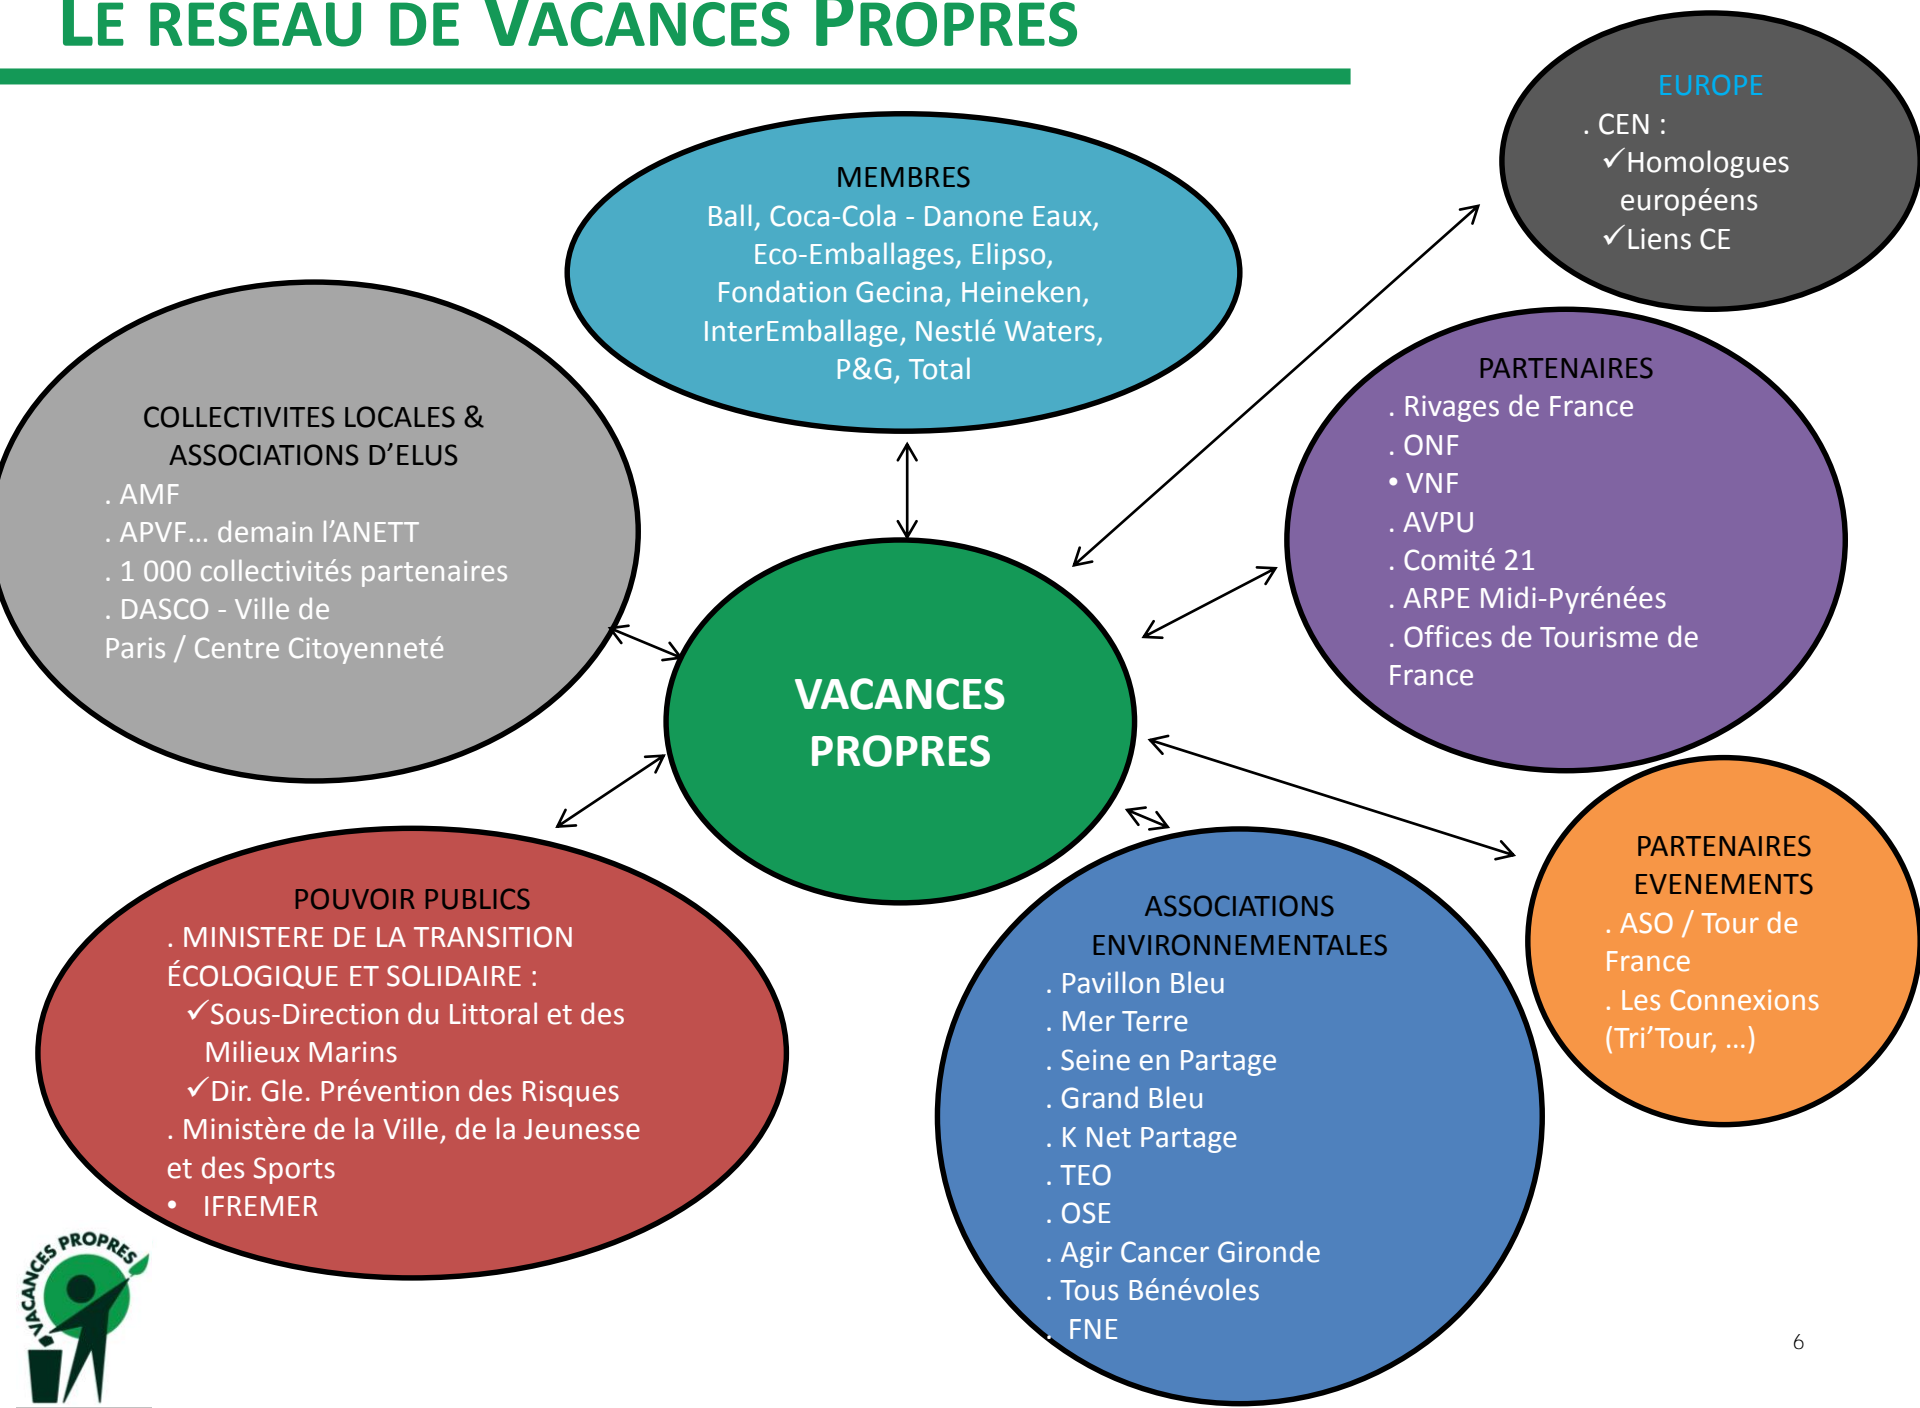 LE RESEAU DE VACANCES PROPRES
EUROPE
. CEN :
✓Homologues
européens
✓Liens CE
MEMBRES
Ball, Coca-Cola - Danone Eaux,
Eco-Emballages, Elipso,
Fondation Gecina, Heineken,
InterEmballage, Nestlé Waters,
P&G, Total
COLLECTIVITES LOCALES &
ASSOCIATIONS D’ELUS
. AMF
. APVF… demain l’ANETT
. 1 000 collectivités partenaires
. DASCO - Ville de
Paris / Centre Citoyenneté
PARTENAIRES
. Rivages de France
. ONF
• VNF
. AVPU
. Comité 21
. ARPE Midi-Pyrénées
. Offices de Tourisme de
France
VACANCES
PROPRES
POUVOIR PUBLICS
. MINISTERE DE LA TRANSITION
ÉCOLOGIQUE ET SOLIDAIRE :
✓Sous-Direction du Littoral et des
Milieux Marins
✓Dir. Gle. Prévention des Risques
. Ministère de la Ville, de la Jeunesse
et des Sports
• IFREMER
ASSOCIATIONS
ENVIRONNEMENTALES
. Pavillon Bleu
. Mer Terre
. Seine en Partage
. Grand Bleu
. K Net Partage
. TEO
. OSE
. Agir Cancer Gironde
. Tous Bénévoles
. FNE
PARTENAIRES
EVENEMENTS
. ASO / Tour de
France
. Les Connexions
(Tri’Tour, …)
VACANCES PROPRES
6